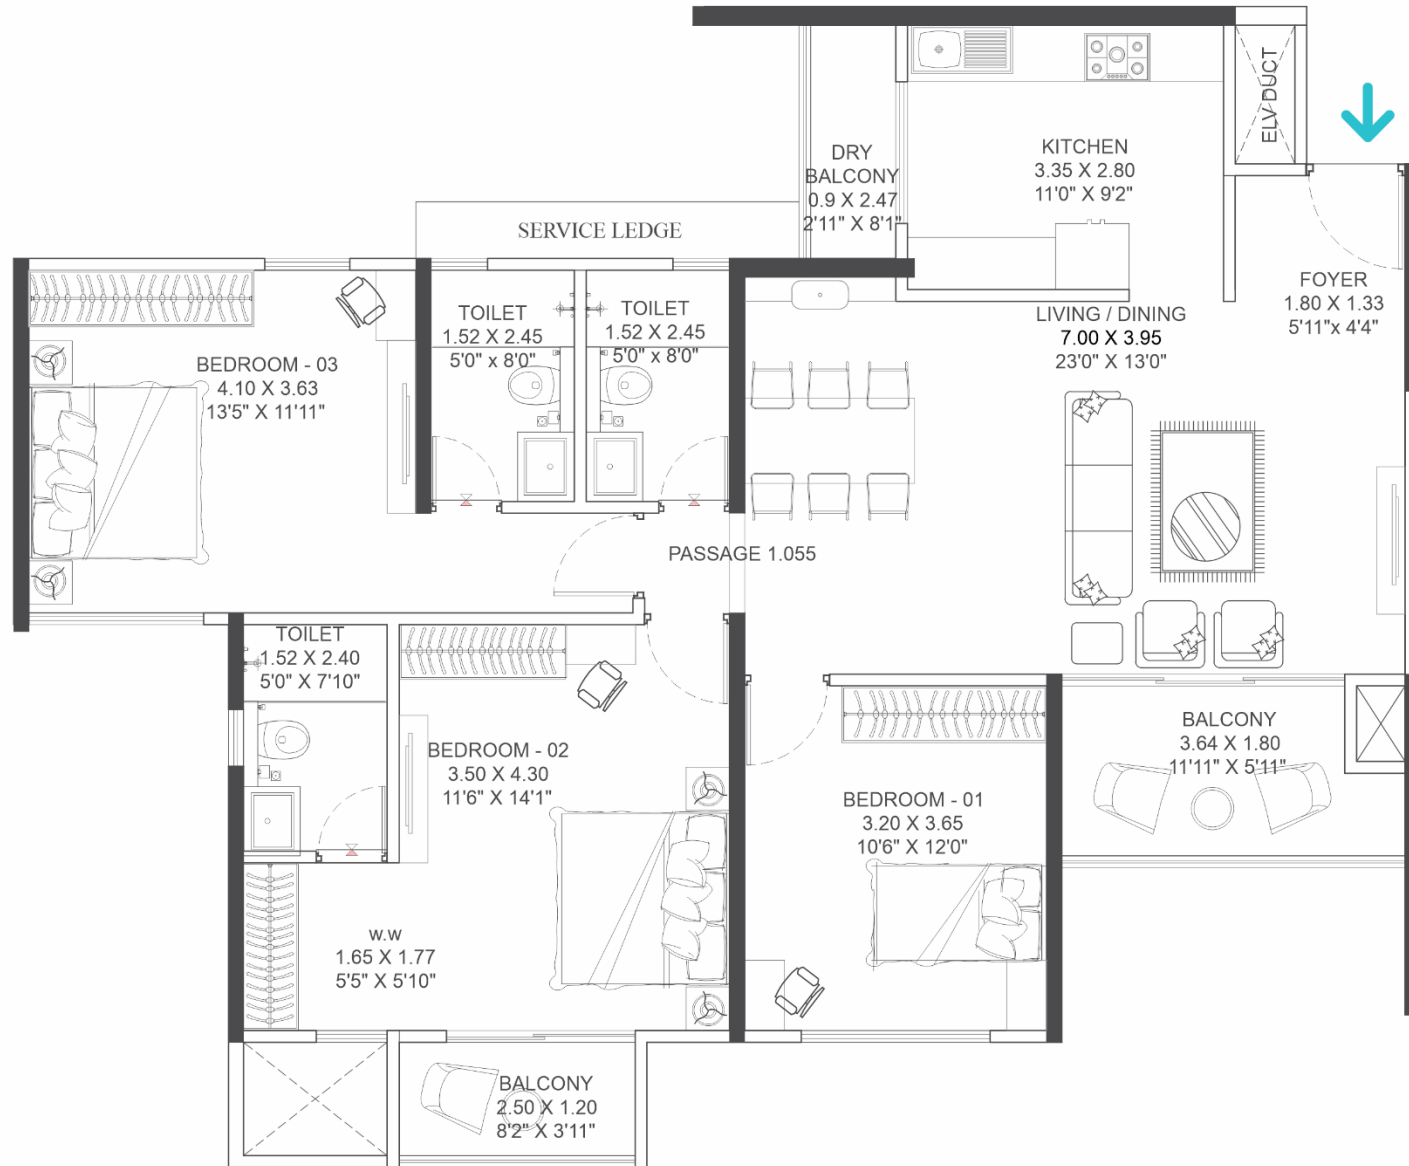 ELV DUCT
KITCHEN
3.35 X 2.80
11'0" X 9'2"
DRY
BALCONY
0.9 X 2.47
2'11" X 8'1"
SERVICE LEDGE
FOYER
1.80 X 1.33
5'11"x 4'4"
LIVING / DINING
7.00 X 3.95
23'0" X 13'0"
TOILET
1.52 X 2.45
5'0" x 8'0"
TOILET
1.52 X 2.45
5'0" x 8'0"
BEDROOM - 03
4.10 X 3.63
13'5" X 11'11"
PASSAGE 1.055
TOILET
1.52 X 2.40
5'0" X 7'10"
BEDROOM - 02
3.50 X 4.30
11'6" X 14'1"
BALCONY
3.64 X 1.80
11'11" X 5'11"
BEDROOM - 01
3.20 X 3.65
10'6" X 12'0"
w.w
1.65 X 1.77
5'5" X 5'10"
BALCONY
2.50 X 1.20
8'2" X 3'11"